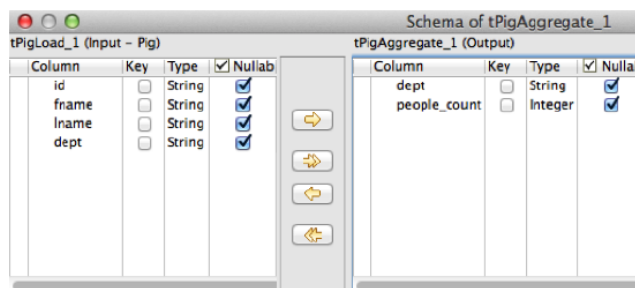 Schema of tPigAggregate_1
tPigLoad_1 (Input - Pig)
Column Key Type Nullab
id String
fname String
lname String
dept String
tPigAggregate_1 (Output)
Column Key Type Nulla
dept String
people_count Integer